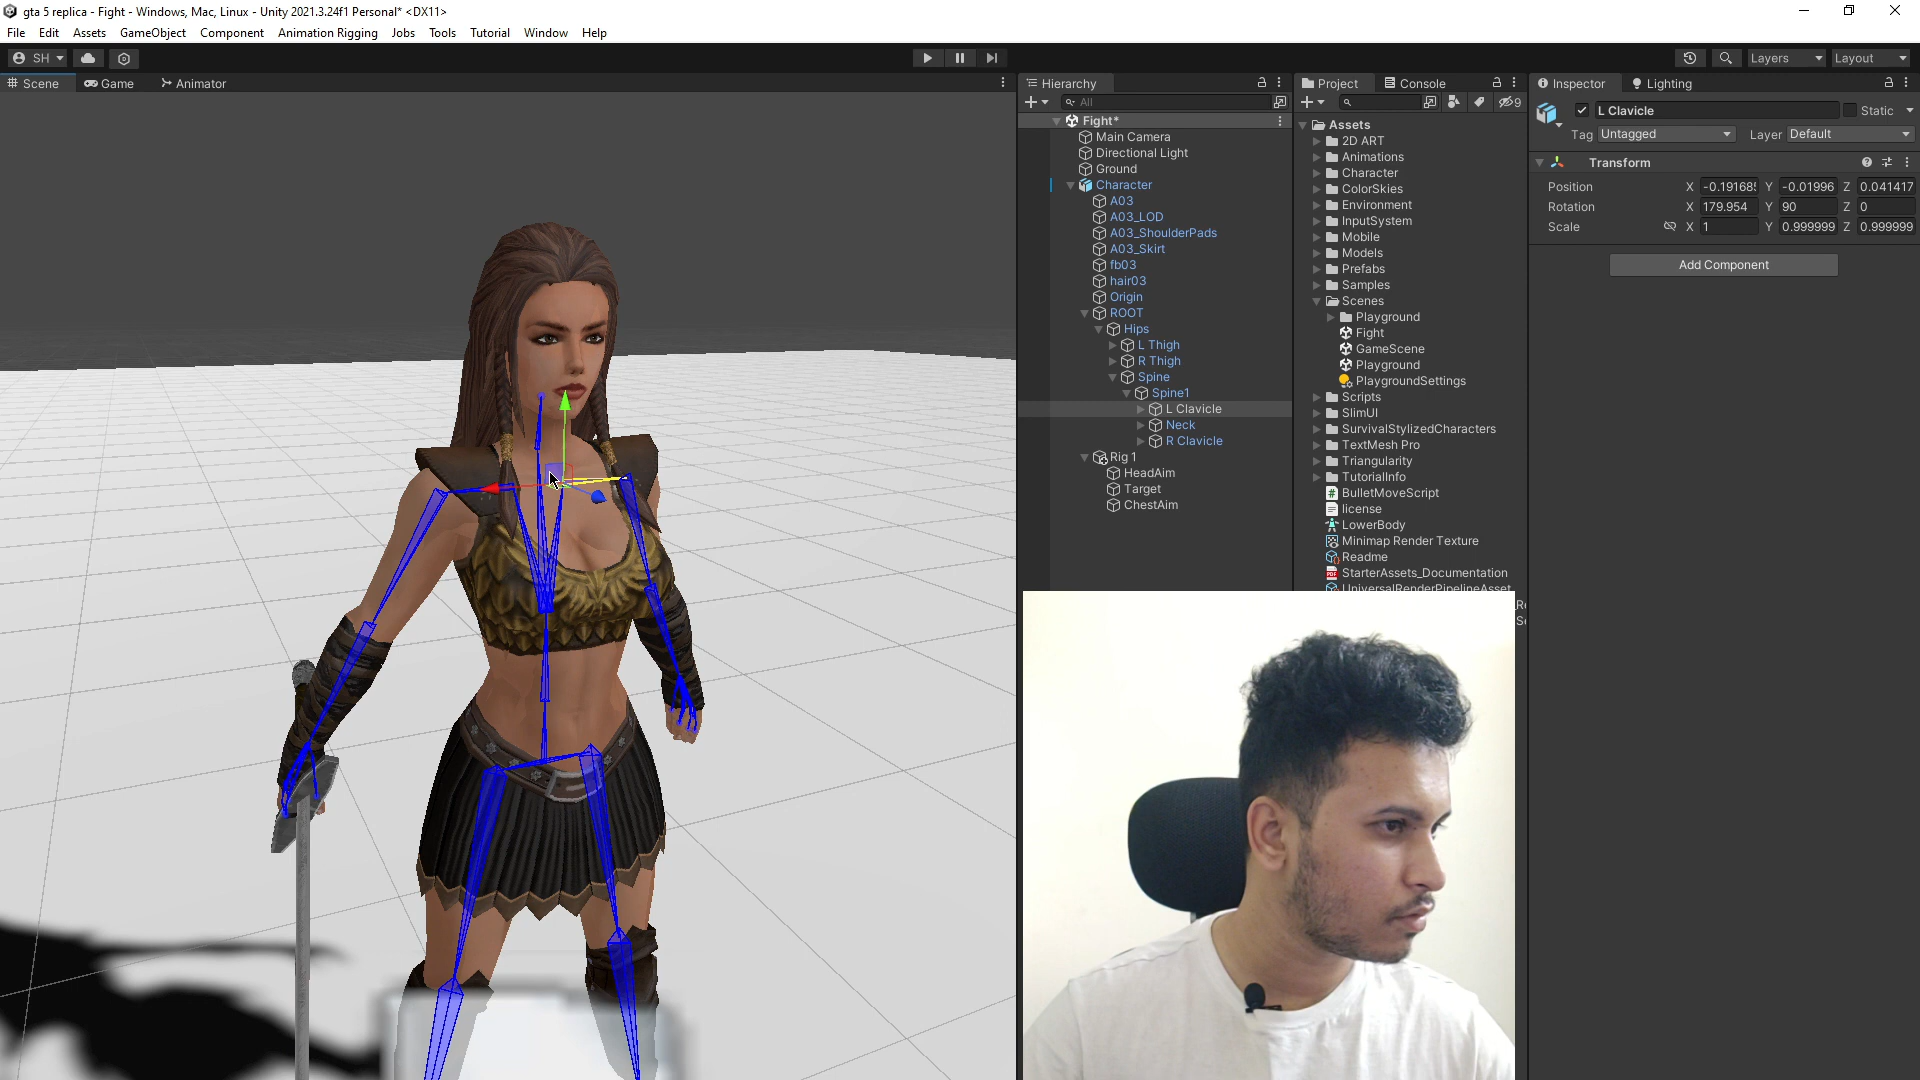 gta 5 replica - Fight - Windows, Mac, Linux - Unity 2021.3.24f1 Personal* <DX11>
File Edit Assets GameObject Component Animation Rigging Jobs Tools Tutorial Window Help
SH Layers Layout
Scene Game Animator
Hierarchy
All
Fight*
Main Camera
Directional Light
Ground
Character
A03
A03_LOD
A03_ShoulderPads
A03_Skirt
fb03
hair03
Origin
ROOT
Hips
L Thigh
R Thigh
Spine
Spine1
L Clavicle
Neck
R Clavicle
Rig 1
HeadAim
Target
ChestAim
Project Console
9
Assets
2D ART
Animations
Character
ColorSkies
Environment
InputSystem
Mobile
Models
Prefabs
Samples
Scenes
Playground
Fight
GameScene
Playground
PlaygroundSettings
Scripts
SlimUI
SurvivalStylizedCharacters
TextMesh Pro
Triangularity
TutorialInfo
BulletMoveScript
license
LowerBody
Minimap Render Texture
Readme
StarterAssets_Documentation
UniversalRenderPipelineAsset
Inspector Lighting
L Clavicle Static
Tag Untagged Layer Default
Transform
Position X -0.19168 Y -0.01996 Z 0.041417
Rotation X 179.954 Y 90 Z 0
Scale X 1 Y 0.999999 Z 0.999999
Add Component